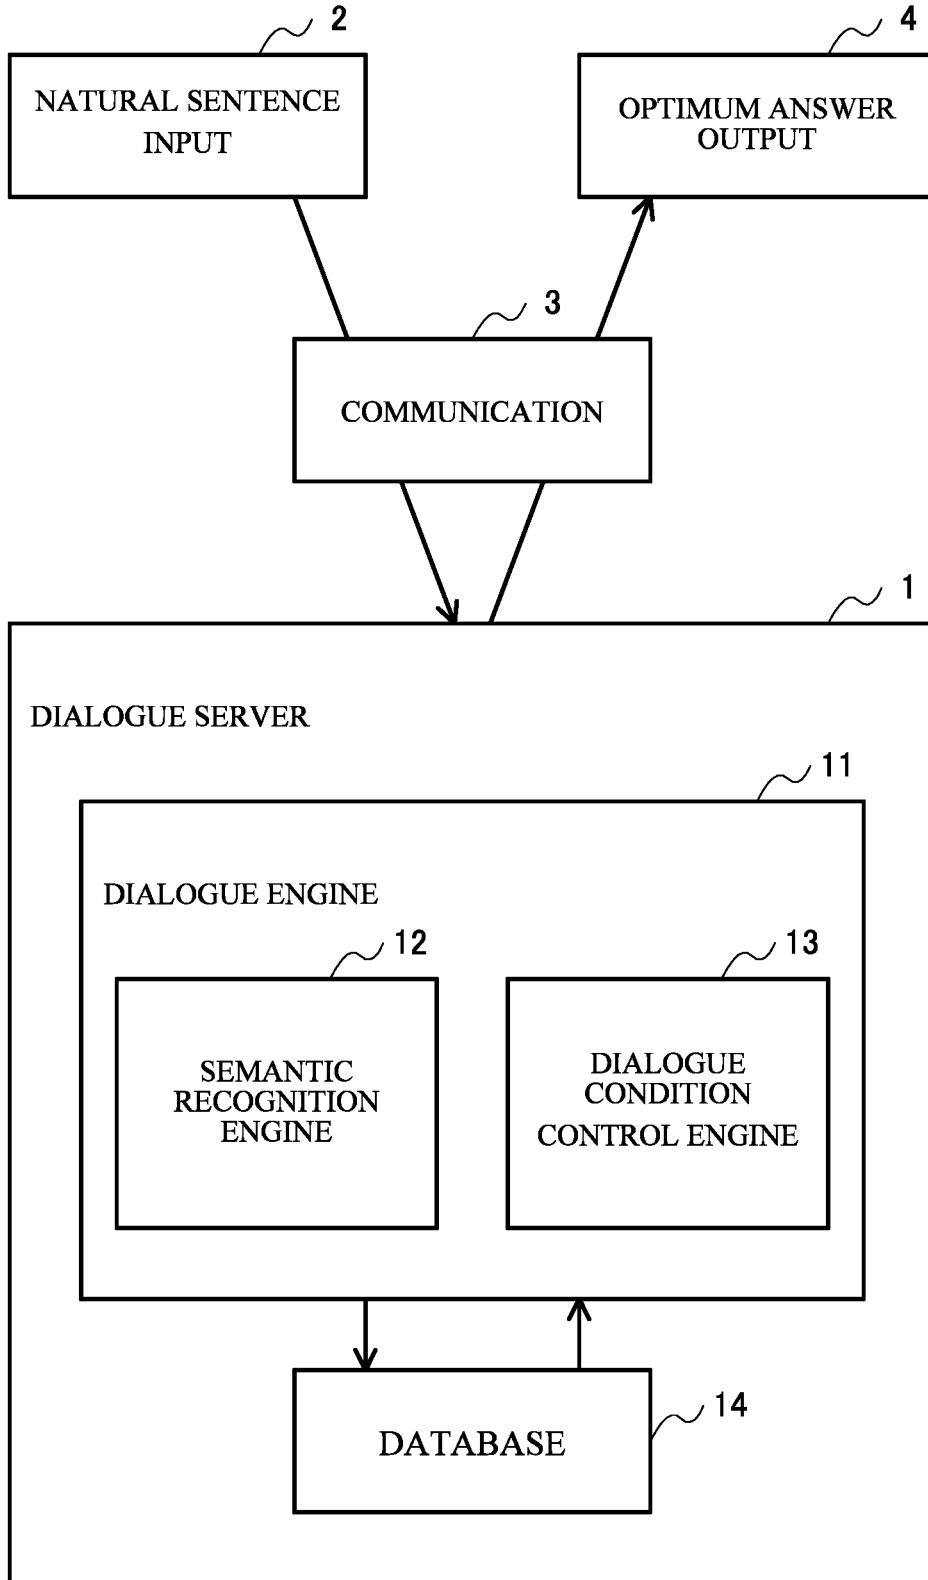 2
4
NATURAL SENTENCE
INPUT
OPTIMUM ANSWER
OUTPUT
3
COMMUNICATION
1
DIALOGUE SERVER
11
DIALOGUE ENGINE
12
13
SEMANTIC
RECOGNITION
ENGINE
DIALOGUE
CONDITION
CONTROL ENGINE
14
DATABASE